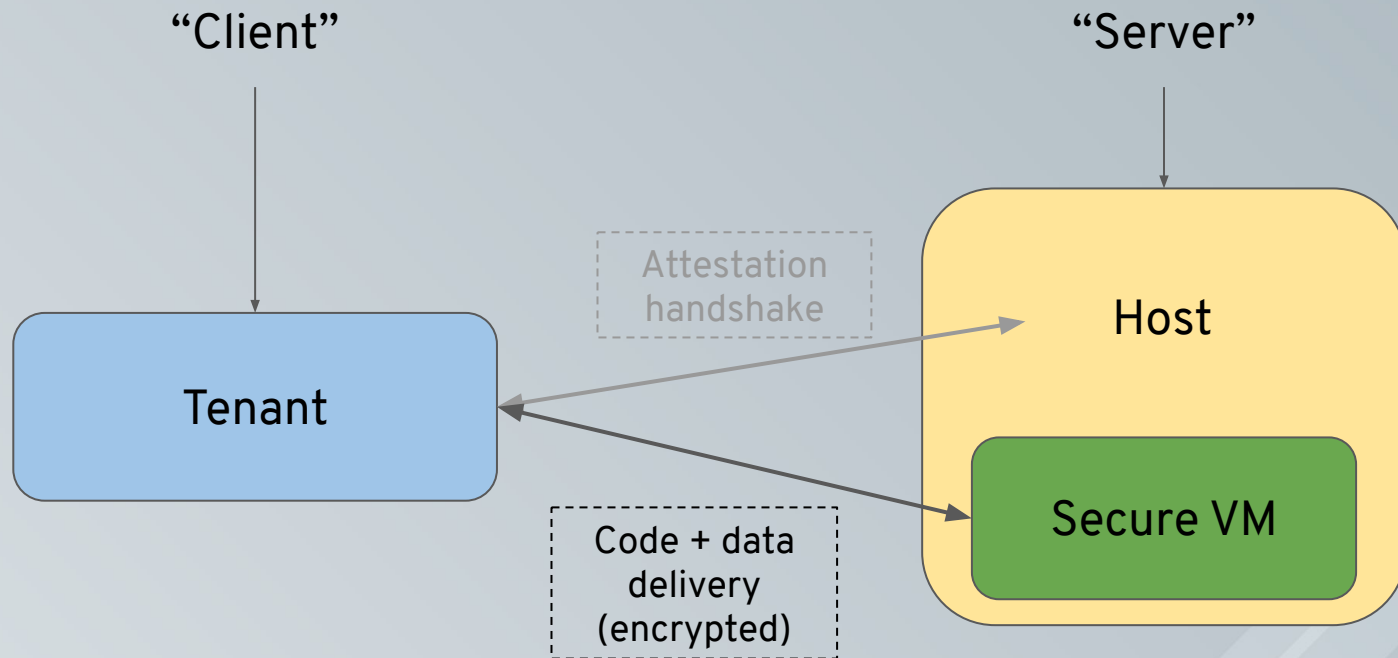 “Client”
“Server”
Attestation
handshake
Host
Tenant
Secure VM
Code + data
delivery
(encrypted)